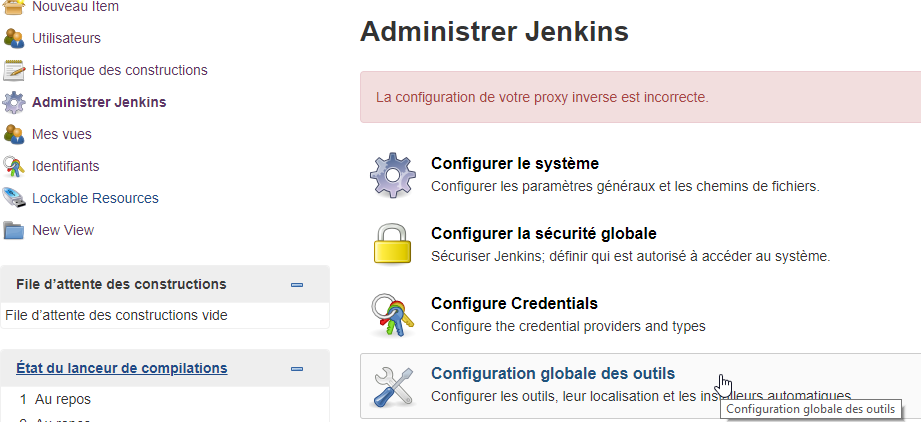 Nouveau Item
Utilisateurs
Historique des constructions
Administrer Jenkins
Mes vues
Identifiants
Lockable Resources
New View
File d'attente des constructions
File d'attente des constructions vide
État du lanceur de compilations
1 Au repos
2 Au repos
Administrer Jenkins
La configuration de votre proxy inverse est incorrecte.
Configurer le système
Configurer les paramètres généraux et les chemins de fichiers.
Configurer la sécurité globale
Sécuriser Jenkins; définir qui est autorisé à accéder au système.
Configure Credentials
Configure the credential providers and types
Configuration globale des outils
Configurer les outils, leur localisation et les installeurs automatiques.
Configuration globale des outils